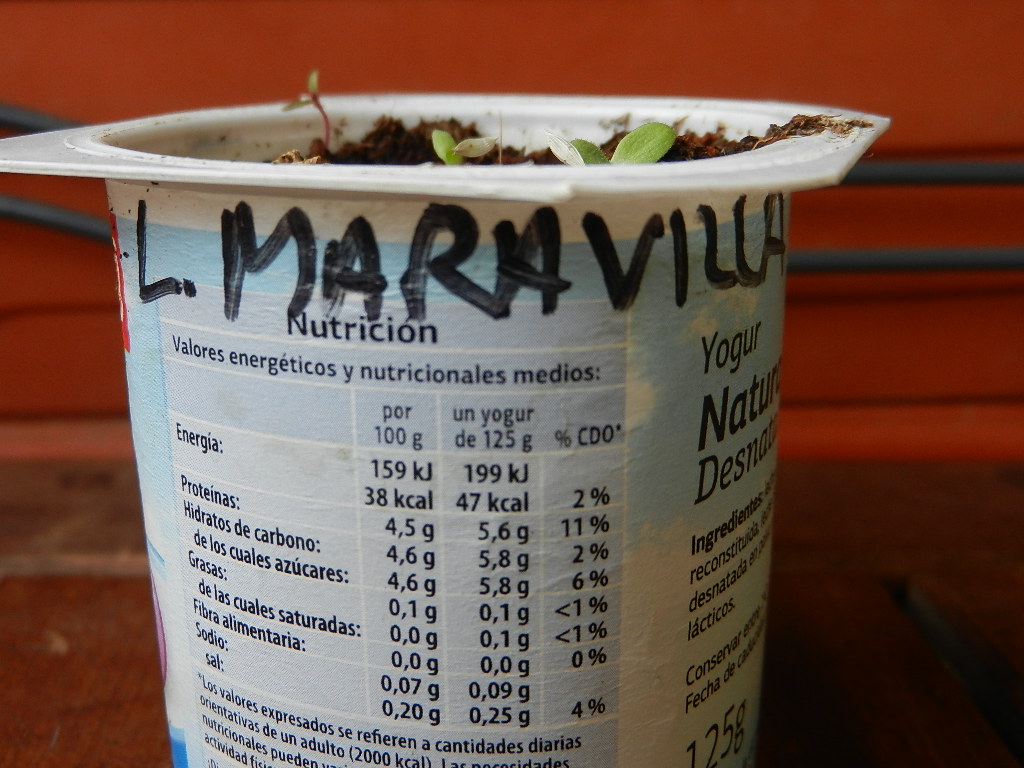 L. MARAVILLA
Nutrición
Valores energéticos y nutricionales medios:
por 100 g un yogur de 125 g % CDO*
Energía: 159 kJ 199 kJ
38 kcal 47 kcal 2 %
Proteínas: 4,5 g 5,6 g 11 %
Hidratos de carbono: 4,6 g 5,8 g 2 %
de los cuales azúcares: 4,6 g 5,8 g 6 %
Grasas: 0,1 g 0,1 g <1 %
de las cuales saturadas: 0,0 g 0,1 g <1 %
Fibra alimentaria: 0,0 g 0,0 g 0 %
Sodio: 0,07 g 0,09 g
sal: 0,20 g 0,25 g 4 %
*Los valores expresados se refieren a cantidades diarias
orientativas de un adulto (2000 kcal). Las necesidades
nutricionales pueden
actividad
Yogur
Natur
Desnat
Ingredientes:
reconstituida,
desnatada en
lácticos.
Conservar entre
Fecha de
125g